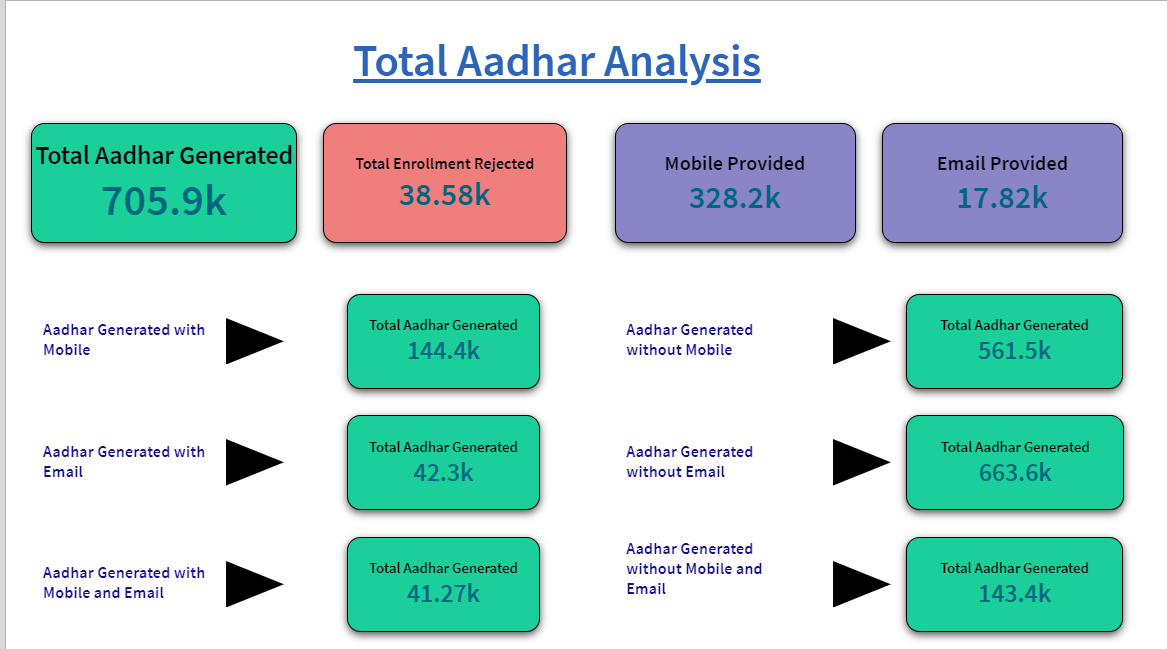 Total Aadhar Analysis
Total Aadhar Generated
705.9k
Total Enrollment Rejected
38.58k
Mobile Provided
328.2k
Email Provided
17.82k
Aadhar Generated with
Mobile
Total Aadhar Generated
144.4k
Aadhar Generated
without Mobile
Total Aadhar Generated
561.5k
Aadhar Generated with
Email
Total Aadhar Generated
42.3k
Aadhar Generated
without Email
Total Aadhar Generated
663.6k
Aadhar Generated with
Mobile and Email
Total Aadhar Generated
41.27k
Aadhar Generated
without Mobile and
Email
Total Aadhar Generated
143.4k